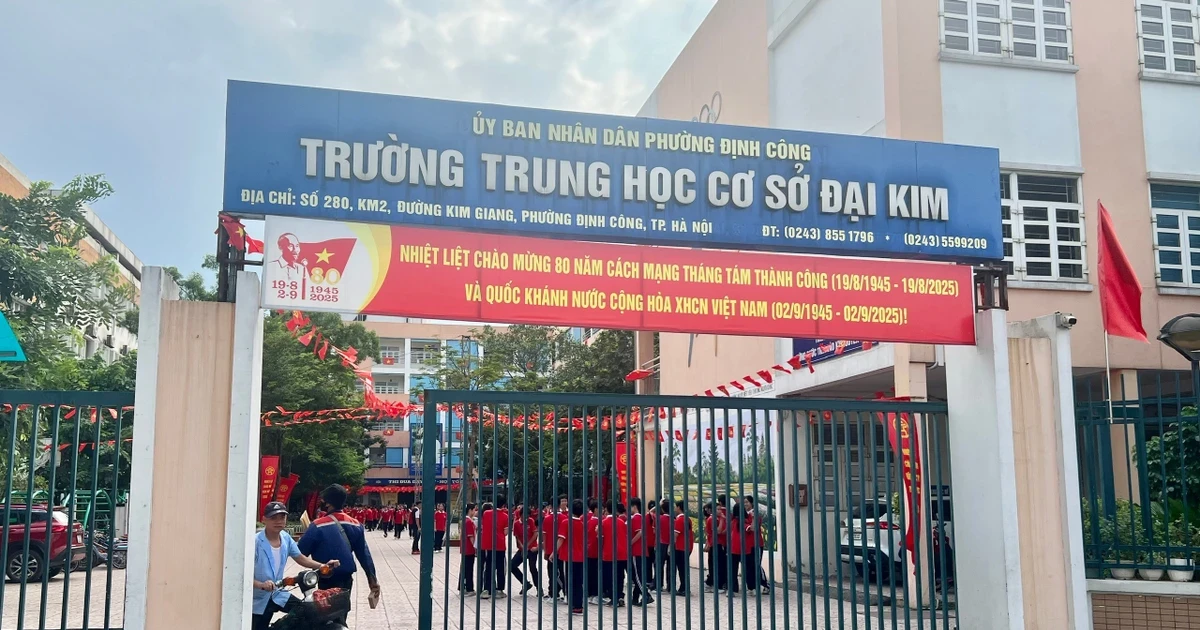 ỦY BAN NHÂN DÂN PHƯỜNG ĐỊNH CÔNG
TRƯỜNG TRUNG HỌC CƠ SỞ ĐẠI KIM
ĐỊA CHỈ: SỐ 280, KM2, ĐƯỜNG KIM GIANG, PHƯỜNG ĐỊNH CÔNG, TP. HÀ NỘI ĐT: (0243) 855 1796 • (0243) 5599209
NHIỆT LIỆT CHÀO MỪNG 80 NĂM CÁCH MẠNG THÁNG TÁM THÀNH CÔNG (19/8/1945 - 19/8/2025)
VÀ QUỐC KHÁNH NƯỚC CỘNG HÒA XHCN VIỆT NAM (02/9/1945 - 02/9/2025)!
80
19-8 1945
2-9 2025
THI ĐUA